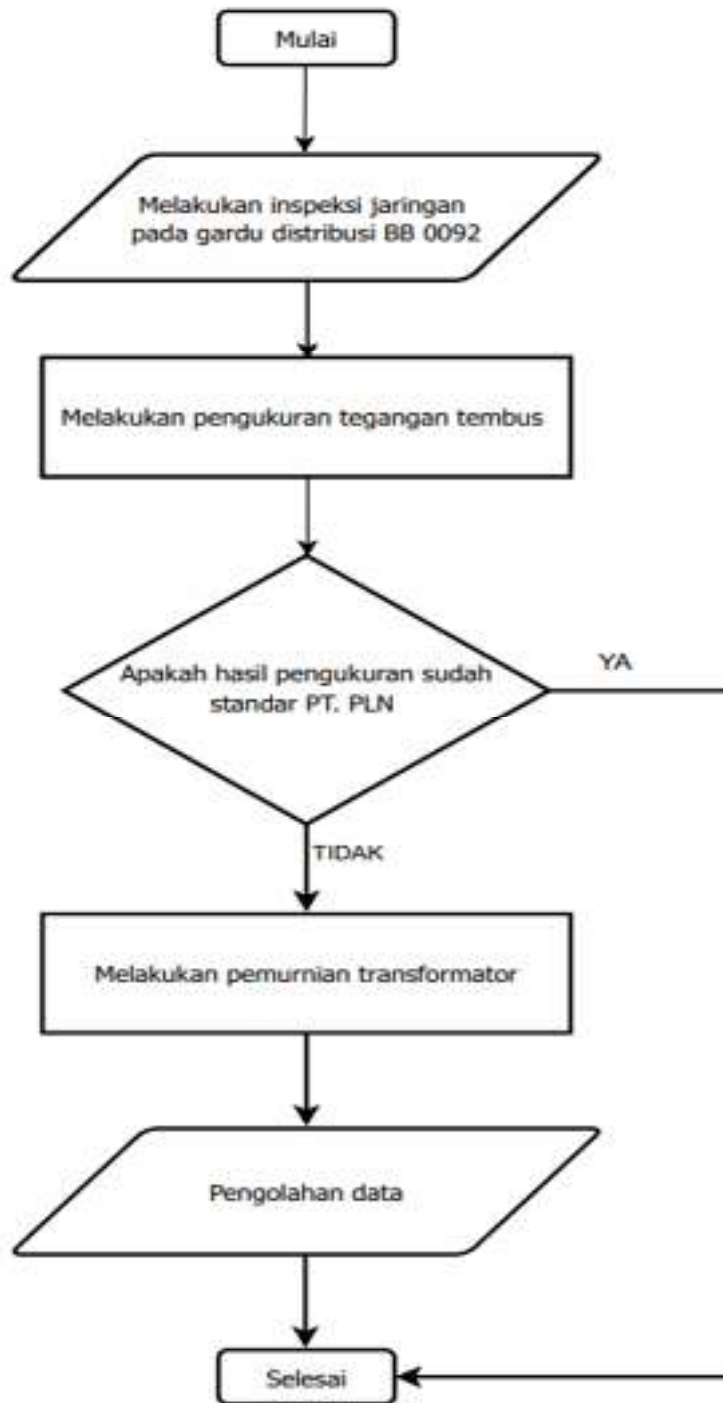 Mulai
Melakukan inspeksi jaringan
pada gardu distribusi BB 0092
Melakukan pengukuran tegangan tembus
Apakah hasil pengukuran sudah
standar PT. PLN
YA
TIDAK
Melakukan pemurnian transformator
Pengolahan data
Selesai